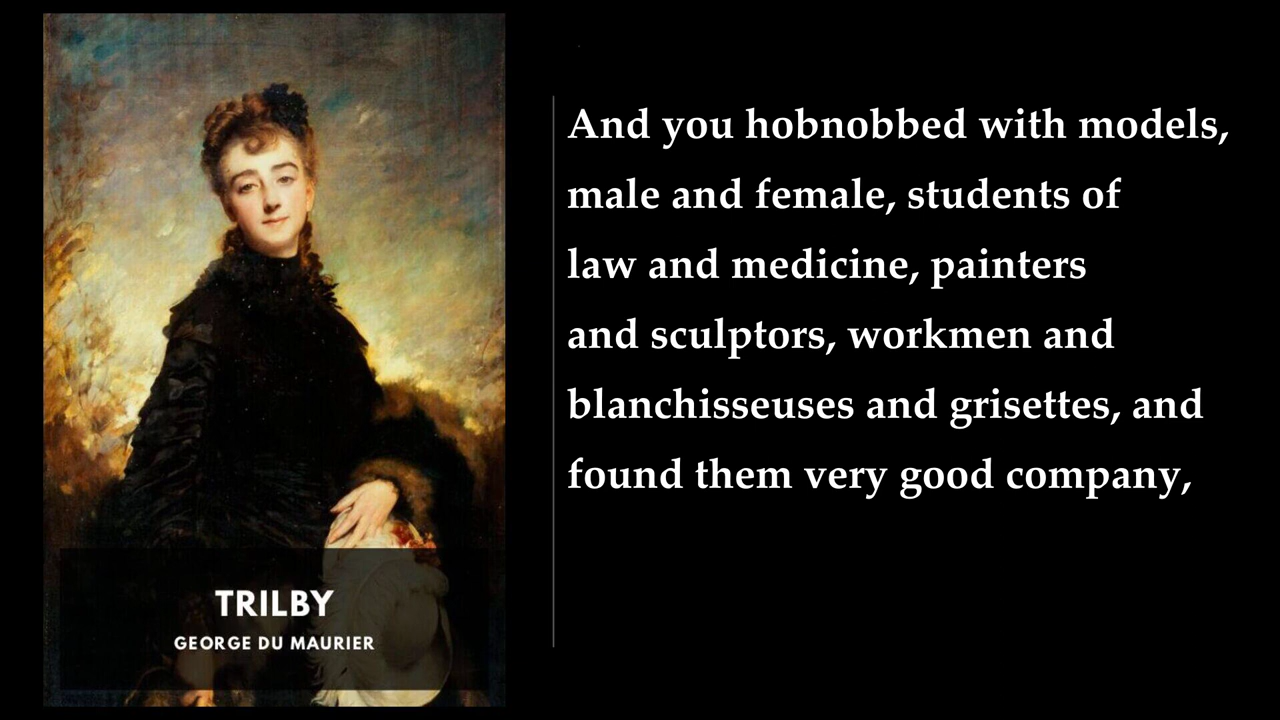 And you hobnobbed with models,
male and female, students of
law and medicine, painters
and sculptors, workmen and
blanchisseuses and grisettes, and
found them very good company,
TRILBY
GEORGE DU MAURIER